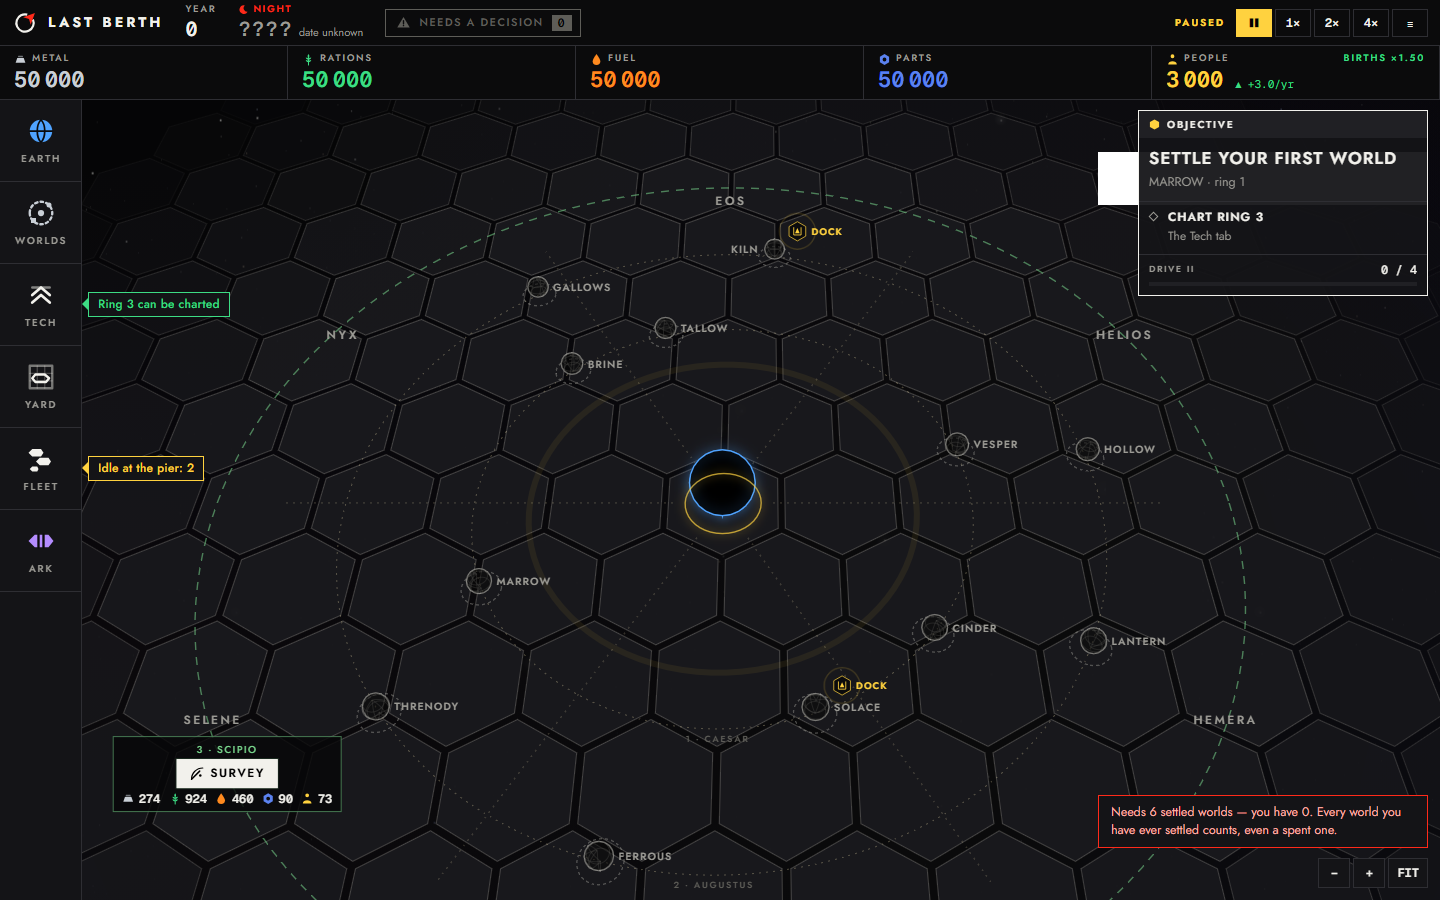 LAST BERTH
YEAR
0
NIGHT
???? date unknown
NEEDS A DECISION 0
PAUSED
1×
2×
4×
METAL
50 000
RATIONS
50 000
FUEL
50 000
PARTS
50 000
PEOPLE
BIRTHS ×1.50
3 000 ▲ +3.0/yr
EARTH
WORLDS
TECH
YARD
FLEET
ARK
Ring 3 can be charted
Idle at the pier: 2
OBJECTIVE
SETTLE YOUR FIRST WORLD
MARROW · ring 1
CHART RING 3
The Tech tab
DRIVE II 0 / 4
EOS
DOCK
KILN
GALLOWS
TALLOW
NYX
HELIOS
BRINE
VESPER
HOLLOW
MARROW
CINDER
LANTERN
DOCK
SOLACE
THRENODY
SELENE
HEMERA
1 · CAESAR
3 · SCIPIO
SURVEY
274 924 460 90 73
FERROUS
2 · AUGUSTUS
Needs 6 settled worlds — you have 0. Every world you
have ever settled counts, even a spent one.
− + FIT